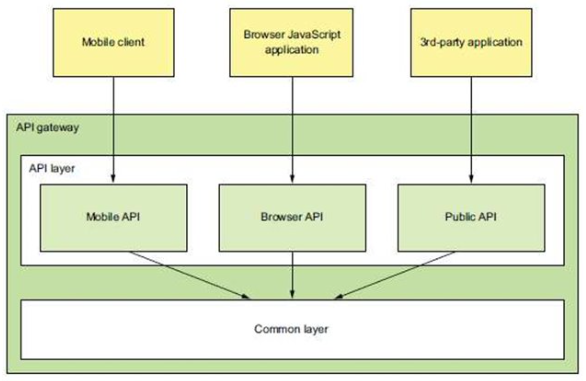 Mobile client
Browser JavaScript
application
3rd-party application
API gateway
API layer
Mobile API
Browser API
Public API
Common layer